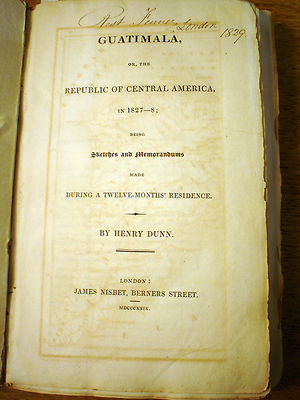 London 1829
GUATIMALA,
OR, THE
REPUBLIC OF CENTRAL AMERICA,
IN 1827—8;
BEING
Sketches and Memorandums
MADE
DURING A TWELVE-MONTHS' RESIDENCE.
BY HENRY DUNN.
LONDON:
JAMES NISBET, BERNERS STREET.
MDCCCXXIX.